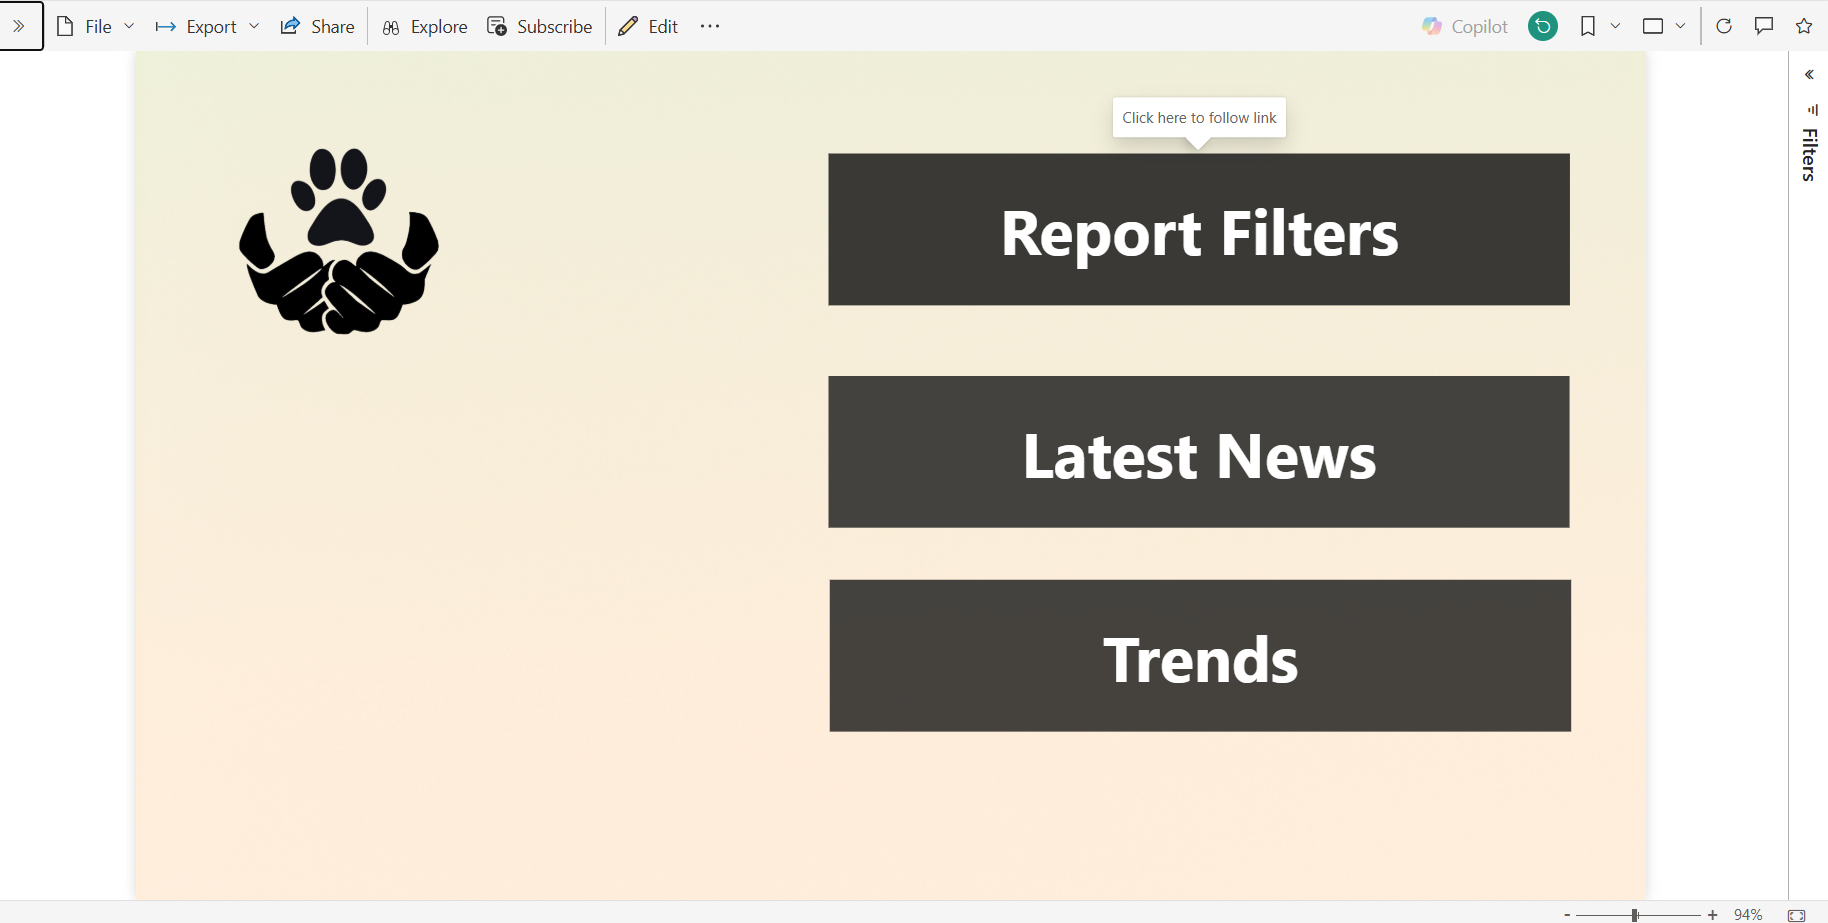 File Export Share Explore Subscribe Edit Copilot
Filters
Click here to follow link
Report Filters
Latest News
Trends
- + 94%